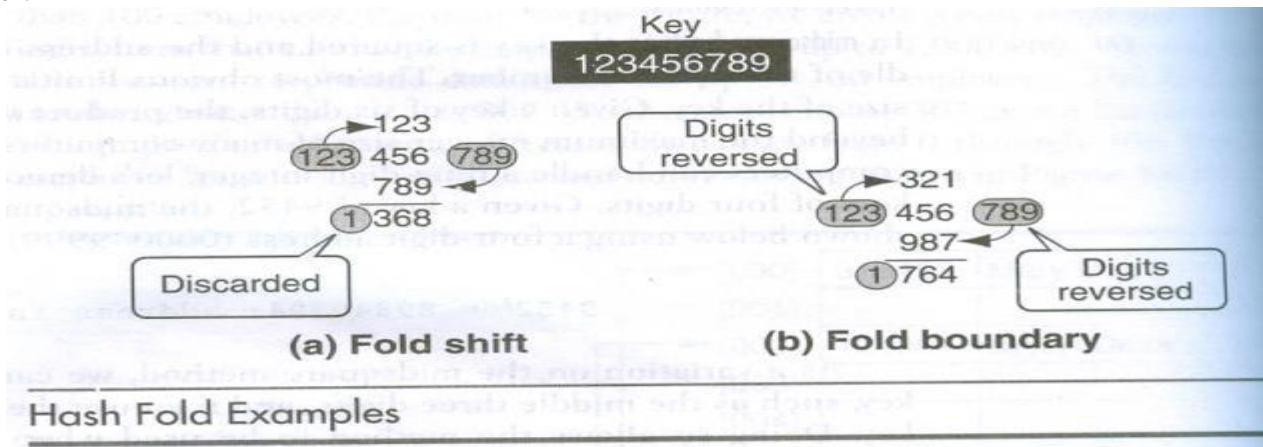 Key
123456789
123
123 456 789
789
1 368
Discarded
(a) Fold shift
Digits
reversed
321
123 456 789
987
1 764
Digits
reversed
(b) Fold boundary
Hash Fold Examples